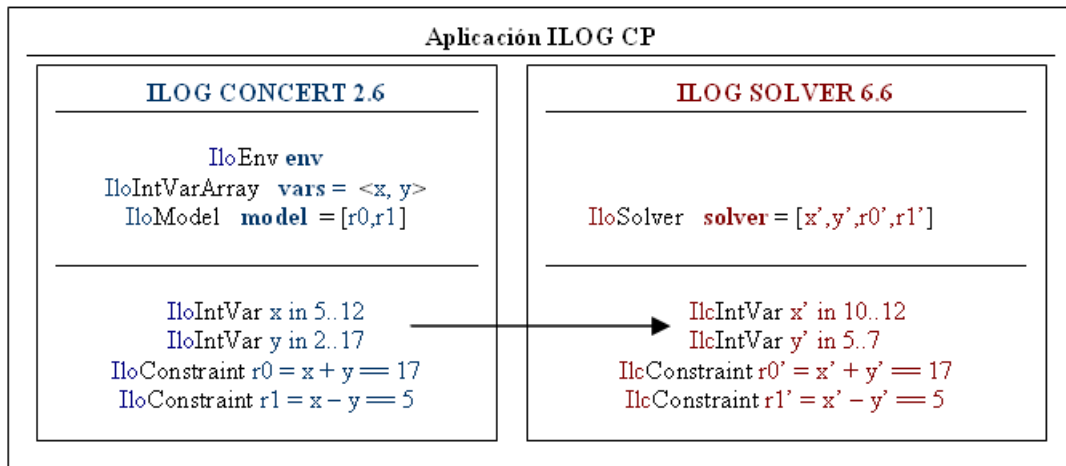 Aplicación ILOG CP
ILOG CONCERT 2.6
IloEnv env
IloIntVarArray vars = <x, y>
IloModel model = [r0,r1]
IloIntVar x in 5..12
IloIntVar y in 2..17
IloConstraint r0 = x + y == 17
IloConstraint r1 = x – y == 5
ILOG SOLVER 6.6
IloSolver solver = [x’,y’,r0’,r1’]
IlcIntVar x’ in 10..12
IlcIntVar y’ in 5..7
IlcConstraint r0’ = x’ + y’ == 17
IlcConstraint r1’ = x’ – y’ == 5